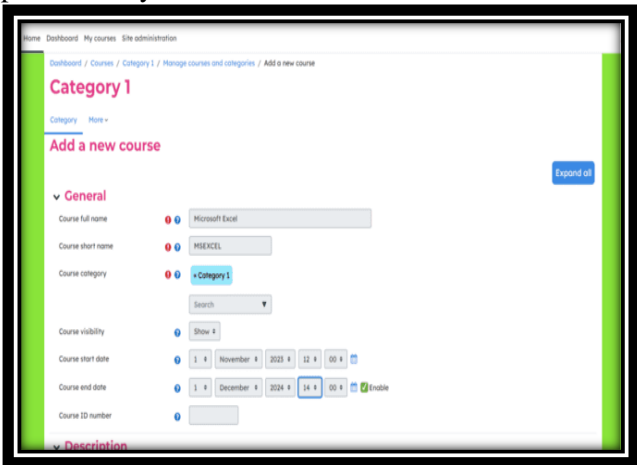 Home Dashboard My courses Site administration
Dashboard / Courses / Category 1 / Manage courses and categories / Add a new course
Category 1
Category More
Add a new course
Expand all
General
Course full name Microsoft Excel
Course short name MSEXCEL
Course category × Category 1
Search ▼
Course visibility Show
Course start date 1 November 2023 12 00
Course end date 1 December 2024 14 00 Enable
Course ID number
Description